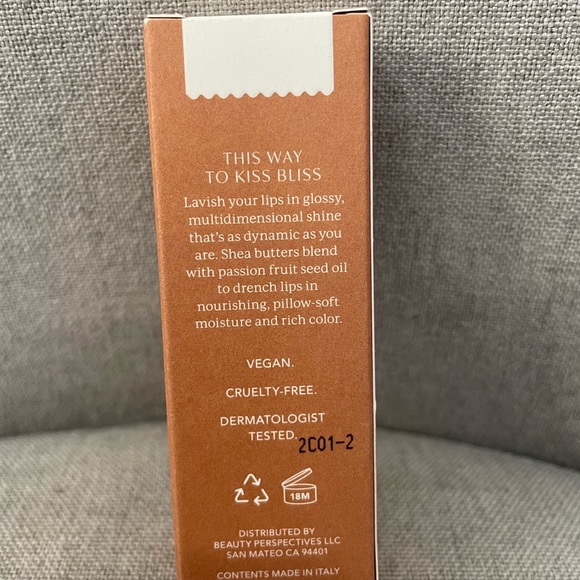 THIS WAY
TO KISS BLISS
Lavish your lips in glossy,
multidimensional shine
that's as dynamic as you
are. Shea butters blend
with passion fruit seed oil
to drench lips in
nourishing, pillow-soft
moisture and rich color.
VEGAN.
CRUELTY-FREE.
DERMATOLOGIST
TESTED.
2C01-2
18M
DISTRIBUTED BY
BEAUTY PERSPECTIVES LLC
SAN MATEO CA 94401
CONTENTS MADE IN ITALY